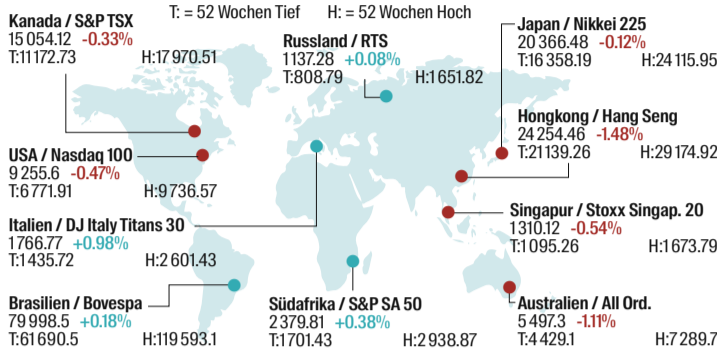 T: = 52 Wochen Tief H: = 52 Wochen Hoch
Kanada / S&P TSX
15 054.12 -0.33%
T:11 172.73 H:17 970.51
Russland / RTS
1137.28 +0.08%
T:808.79 H:1 651.82
Japan / Nikkei 225
20 366.48 -0.12%
T:16 358.19 H:24 115.95
Hongkong / Hang Seng
24 254.46 -1.48%
T:21 139.26 H:29 174.92
USA / Nasdaq 100
9 255.6 -0.47%
T:6 771.91 H:9 736.57
Singapur / Stoxx Singap. 20
1310.12 -0.54%
T:1 095.26 H:1 673.79
Italien / DJ Italy Titans 30
1766.77 +0.98%
T:1 435.72 H:2 601.43
Brasilien / Bovespa
79 998.5 +0.18%
T:61 690.5 H:119 593.1
Südafrika / S&P SA 50
2 379.81 +0.38%
T:1701.43 H:2 938.87
Australien / All Ord.
5 497.3 -1.11%
T:4 429.1 H:7 289.7